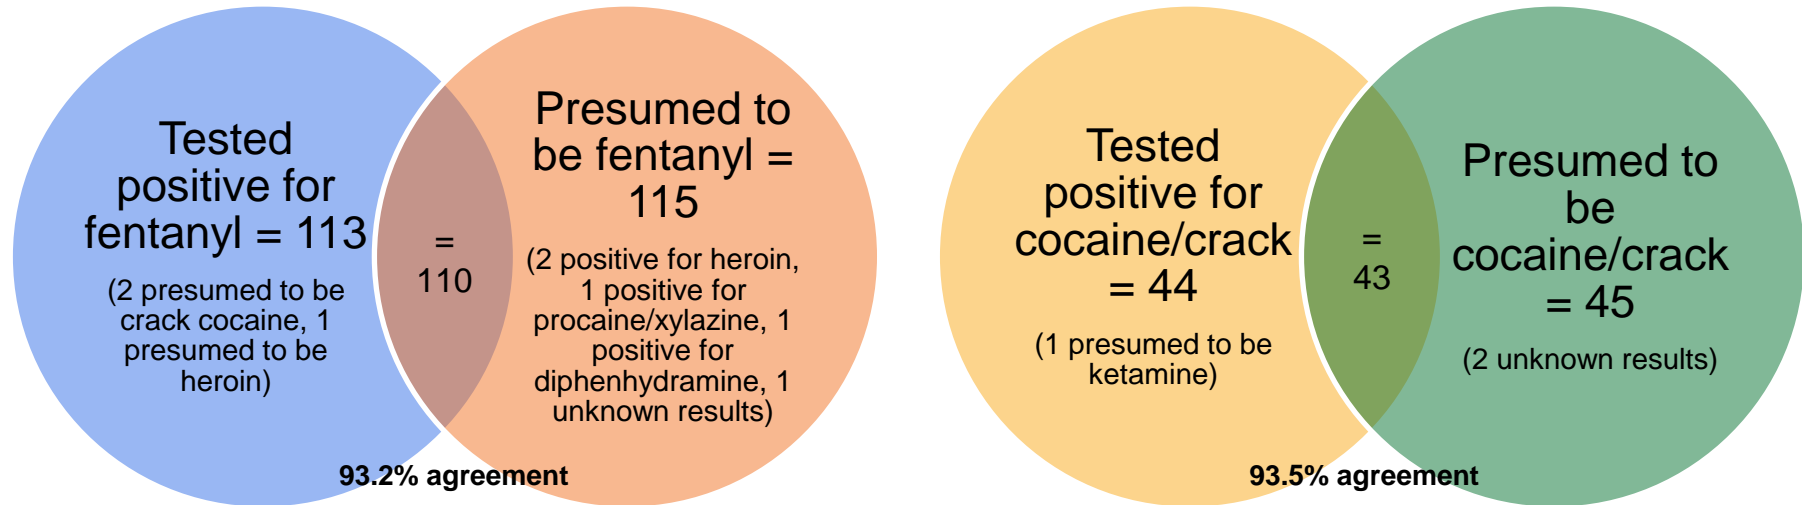 Tested
positive for
fentanyl = 113
(2 presumed to be
crack cocaine, 1
presumed to be
heroin)
=
110
Presumed to
be fentanyl =
115
(2 positive for heroin,
1 positive for
procaine/xylazine, 1
positive for
diphenhydramine, 1
unknown results)
93.2% agreement
Tested
positive for
cocaine/crack
= 44
(1 presumed to be
ketamine)
=
43
Presumed to
be
cocaine/crack
= 45
(2 unknown results)
93.5% agreement